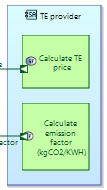 TE provider
Calculate TE
price
Calculate
emission
factor
(kgCO2/KWH)
actor